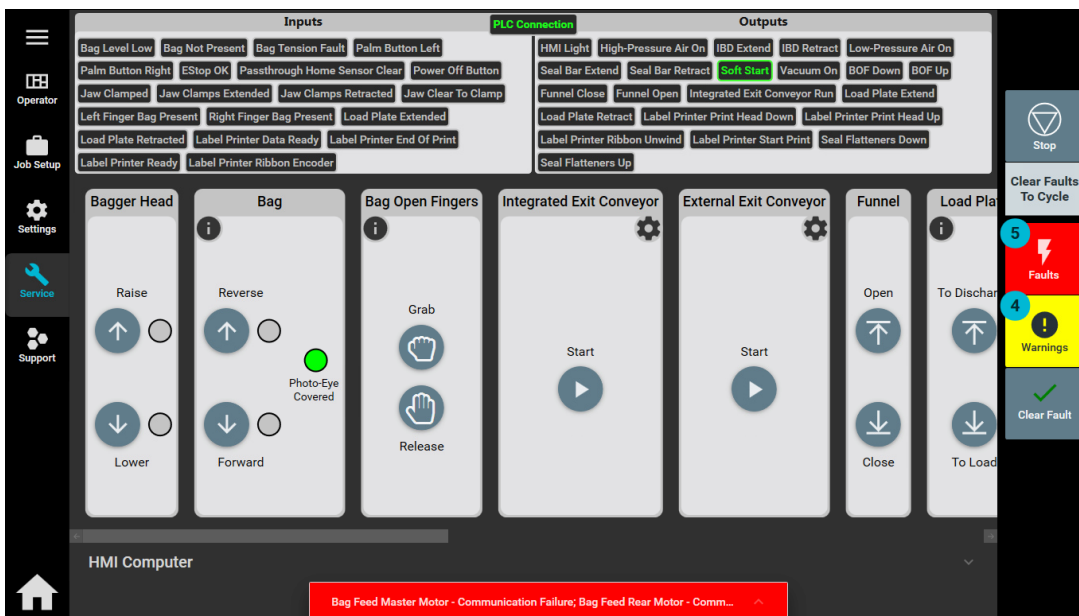 Inputs
PLC Connection
Outputs
Bag Level Low Bag Not Present Bag Tension Fault Palm Button Left
Palm Button Right EStop OK Passthrough Home Sensor Clear Power Off Button
Jaw Clamped Jaw Clamps Extended Jaw Clamps Retracted Jaw Clear To Clamp
Left Finger Bag Present Right Finger Bag Present Load Plate Extended
Load Plate Retracted Label Printer Data Ready Label Printer End Of Print
Label Printer Ready Label Printer Ribbon Encoder
HMI Light High-Pressure Air On IBD Extend IBD Retract Low-Pressure Air On
Seal Bar Extend Seal Bar Retract Soft Start Vacuum On BOF Down BOF Up
Funnel Close Funnel Open Integrated Exit Conveyor Run Load Plate Extend
Load Plate Retract Label Printer Print Head Down Label Printer Print Head Up
Label Printer Ribbon Unwind Label Printer Start Print Seal Flatteners Down
Seal Flatteners Up
Operator
Job Setup
Settings
Service
Support
Bagger Head
Raise
Lower
Bag
Reverse
Photo-Eye
Covered
Forward
Bag Open Fingers
Grab
Release
Integrated Exit Conveyor
Start
External Exit Conveyor
Start
Funnel
Open
Close
Load Pla
To Dischar
To Load
Stop
Clear Faults
To Cycle
5
Faults
4
Warnings
Clear Fault
HMI Computer
Bag Feed Master Motor - Communication Failure; Bag Feed Rear Motor - Comm...